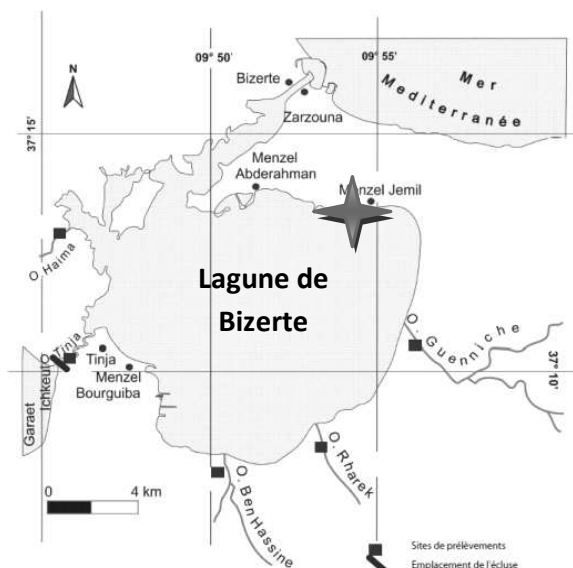 09° 50'
09° 55'
N
Bizerte
Mer
Mediterranée
Zarzouna
37° 15'
Menzel
Abderahman
Menzel Jemil
O. Haima
Lagune de
Bizerte
O. Guenniche
O. Tinja
Tinja
Menzel
Bourguiba
37° 10'
Garaet
Ichkeul
O. Rharek
O. Ben Hassine
0
4 km
Sites de prélèvements
Emplacement de l'écluse